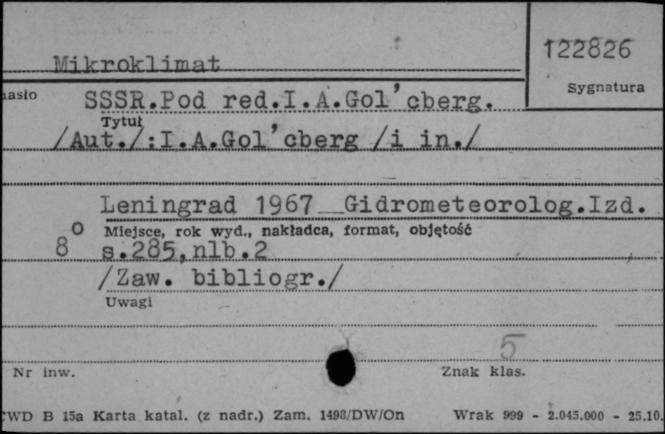 122826
Mikroklimat
Sygnatura
asło
SSSR.Pod red.I.A.Gol'cberg.
Tytuł
/Aut./:I.A.Gol'cberg /i in./
Leningrad 1967 Gidrometeorolog.Izd.
Miejsce, rok wyd., nakładca, format, objętość
8° s.285,nlb.2
/Zaw. bibliogr./
Uwagi
5
Nr inw. Znak klas.
WD B 15a Karta katal. (z nadr.) Zam. 1498/DW/On Wrak 999 - 2.045.000 - 25.10.